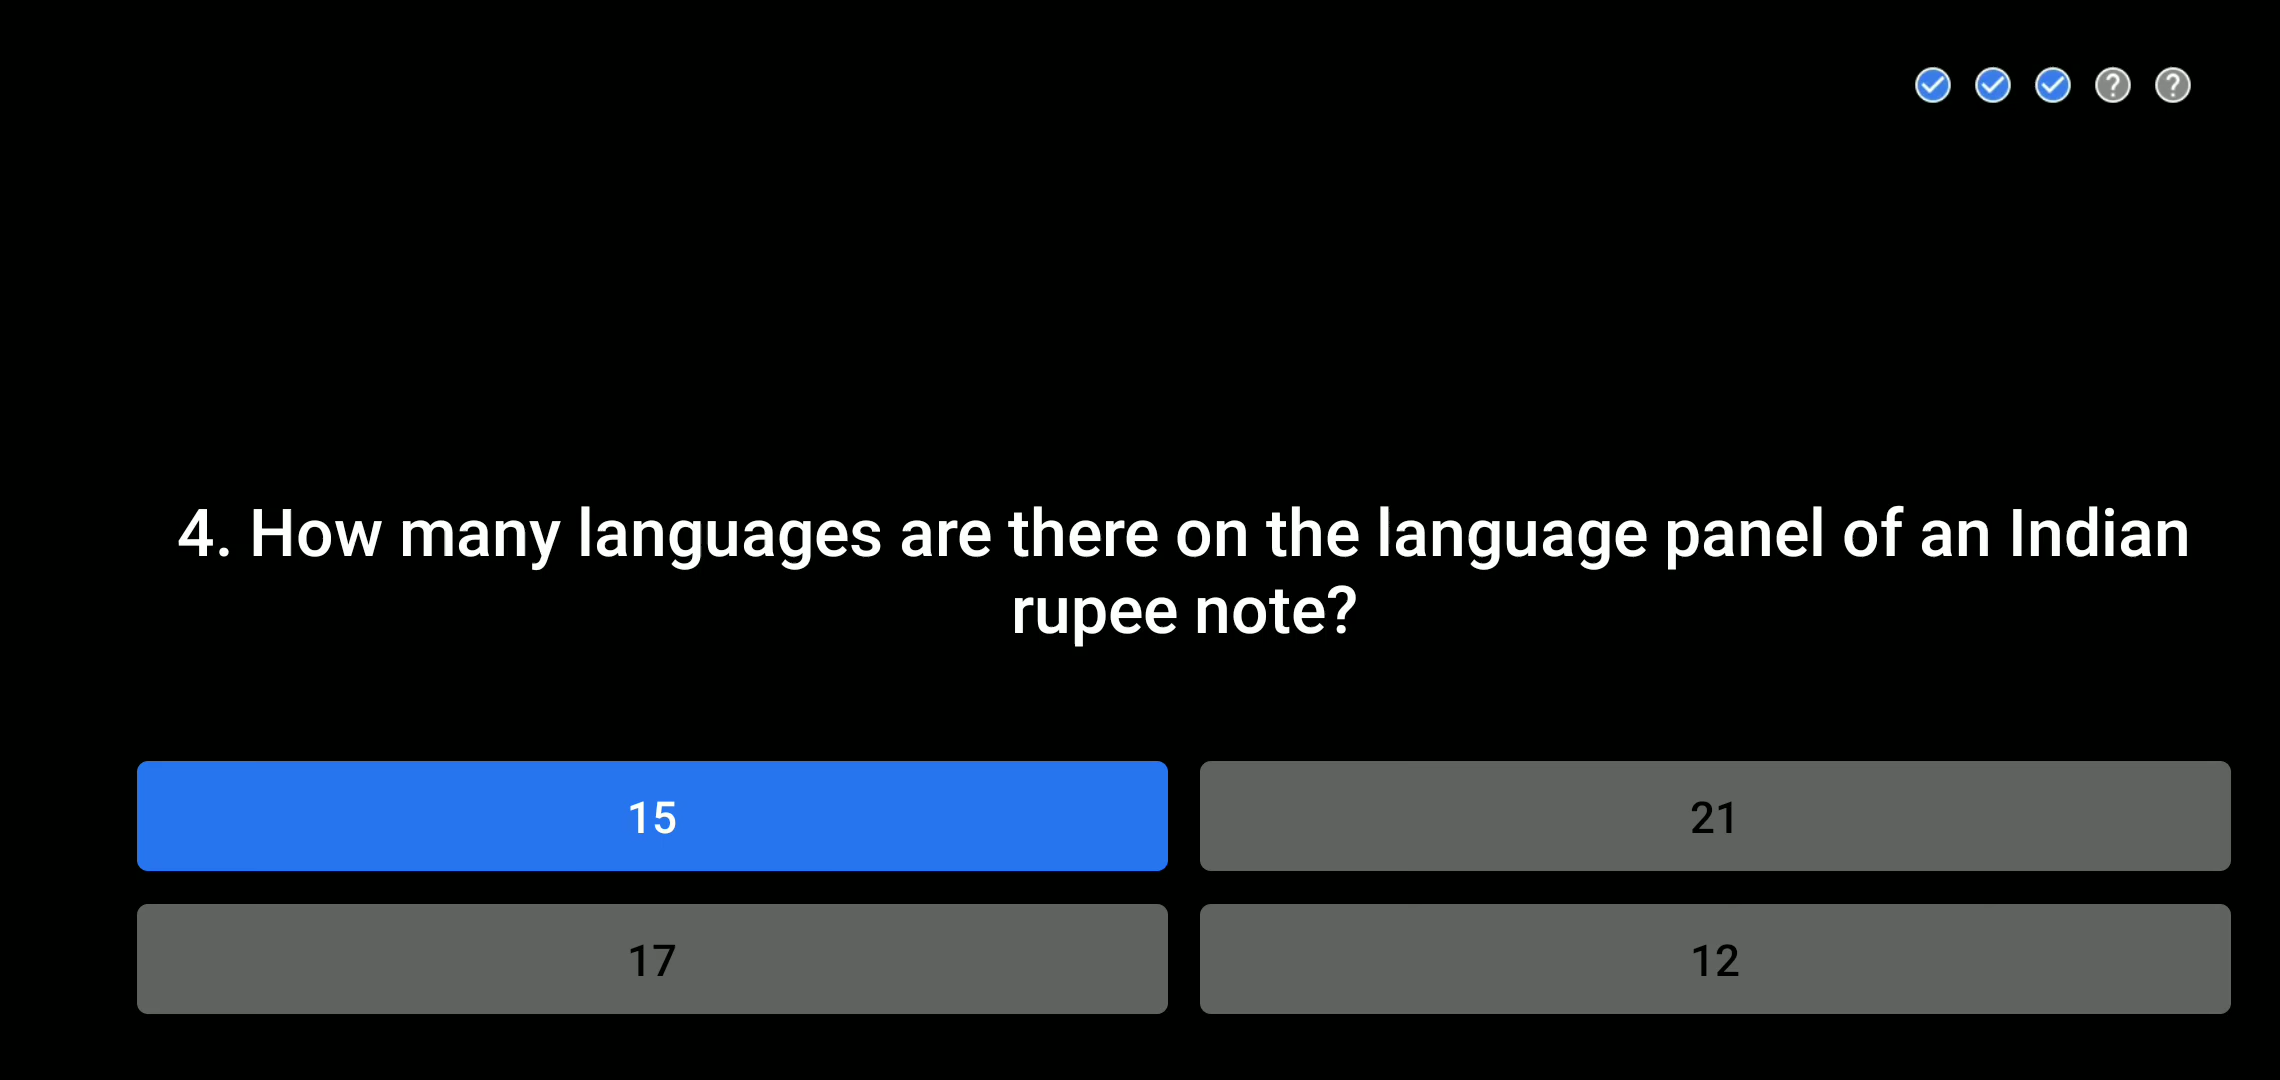 4. How many languages are there on the language panel of an Indian
rupee note?
15
21
17
12